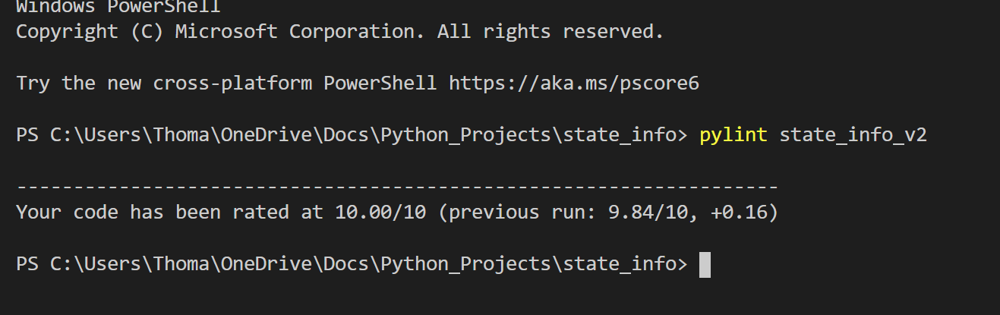 Windows PowerShell
Copyright (C) Microsoft Corporation. All rights reserved.
Try the new cross-platform PowerShell https://aka.ms/pscore6
PS C:\Users\Thoma\OneDrive\Docs\Python_Projects\state_info> pylint state_info_v2
-------------------------------------------------------------------
Your code has been rated at 10.00/10 (previous run: 9.84/10, +0.16)
PS C:\Users\Thoma\OneDrive\Docs\Python_Projects\state_info>